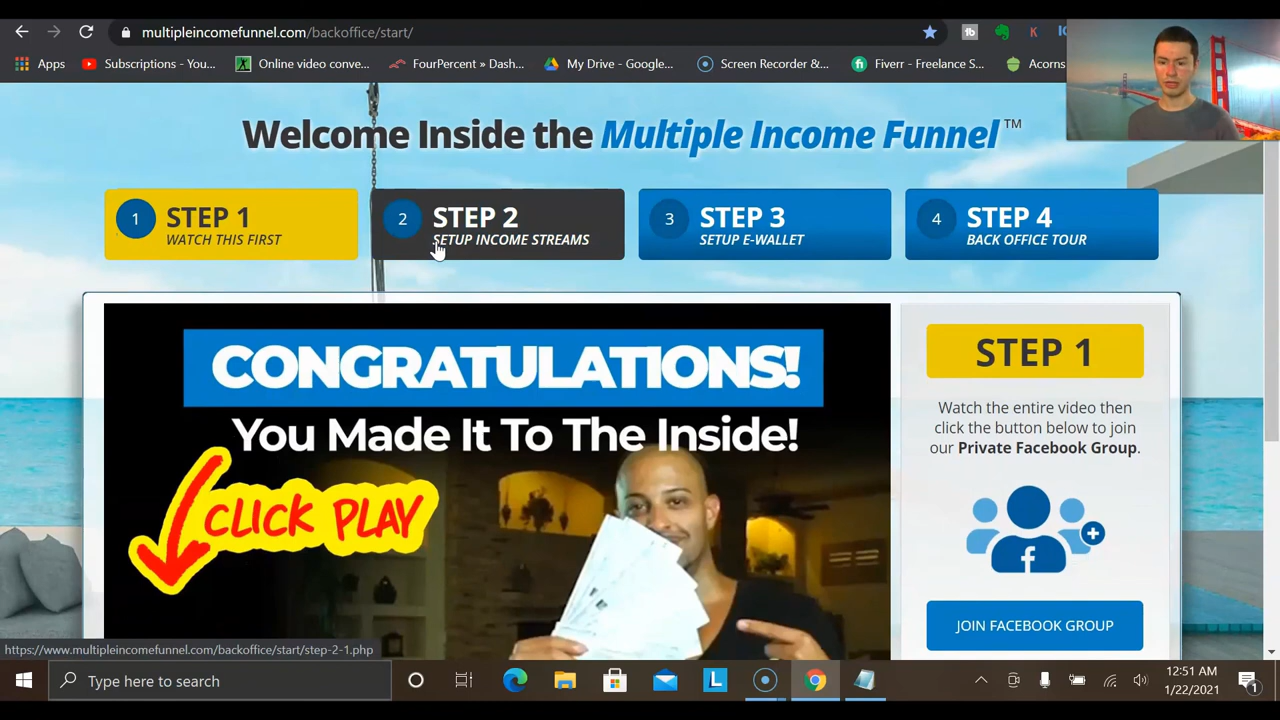 multipleincomefunnel.com/backoffice/start/
Apps
Subscriptions - You...
Online video conve...
FourPercent » Dash...
My Drive - Google...
Screen Recorder &...
Fiverr - Freelance S...
Acorns
Welcome Inside the Multiple Income Funnel™
1 STEP 1
WATCH THIS FIRST
2 STEP 2
SETUP INCOME STREAMS
3 STEP 3
SETUP E-WALLET
4 STEP 4
BACK OFFICE TOUR
CONGRATULATIONS!
You Made It To The Inside!
CLICK PLAY
STEP 1
Watch the entire video then
click the button below to join
our Private Facebook Group.
JOIN FACEBOOK GROUP
https://www.multipleincomefunnel.com/backoffice/start/step-2-1.php
Type here to search
12:51 AM
1/22/2021
1